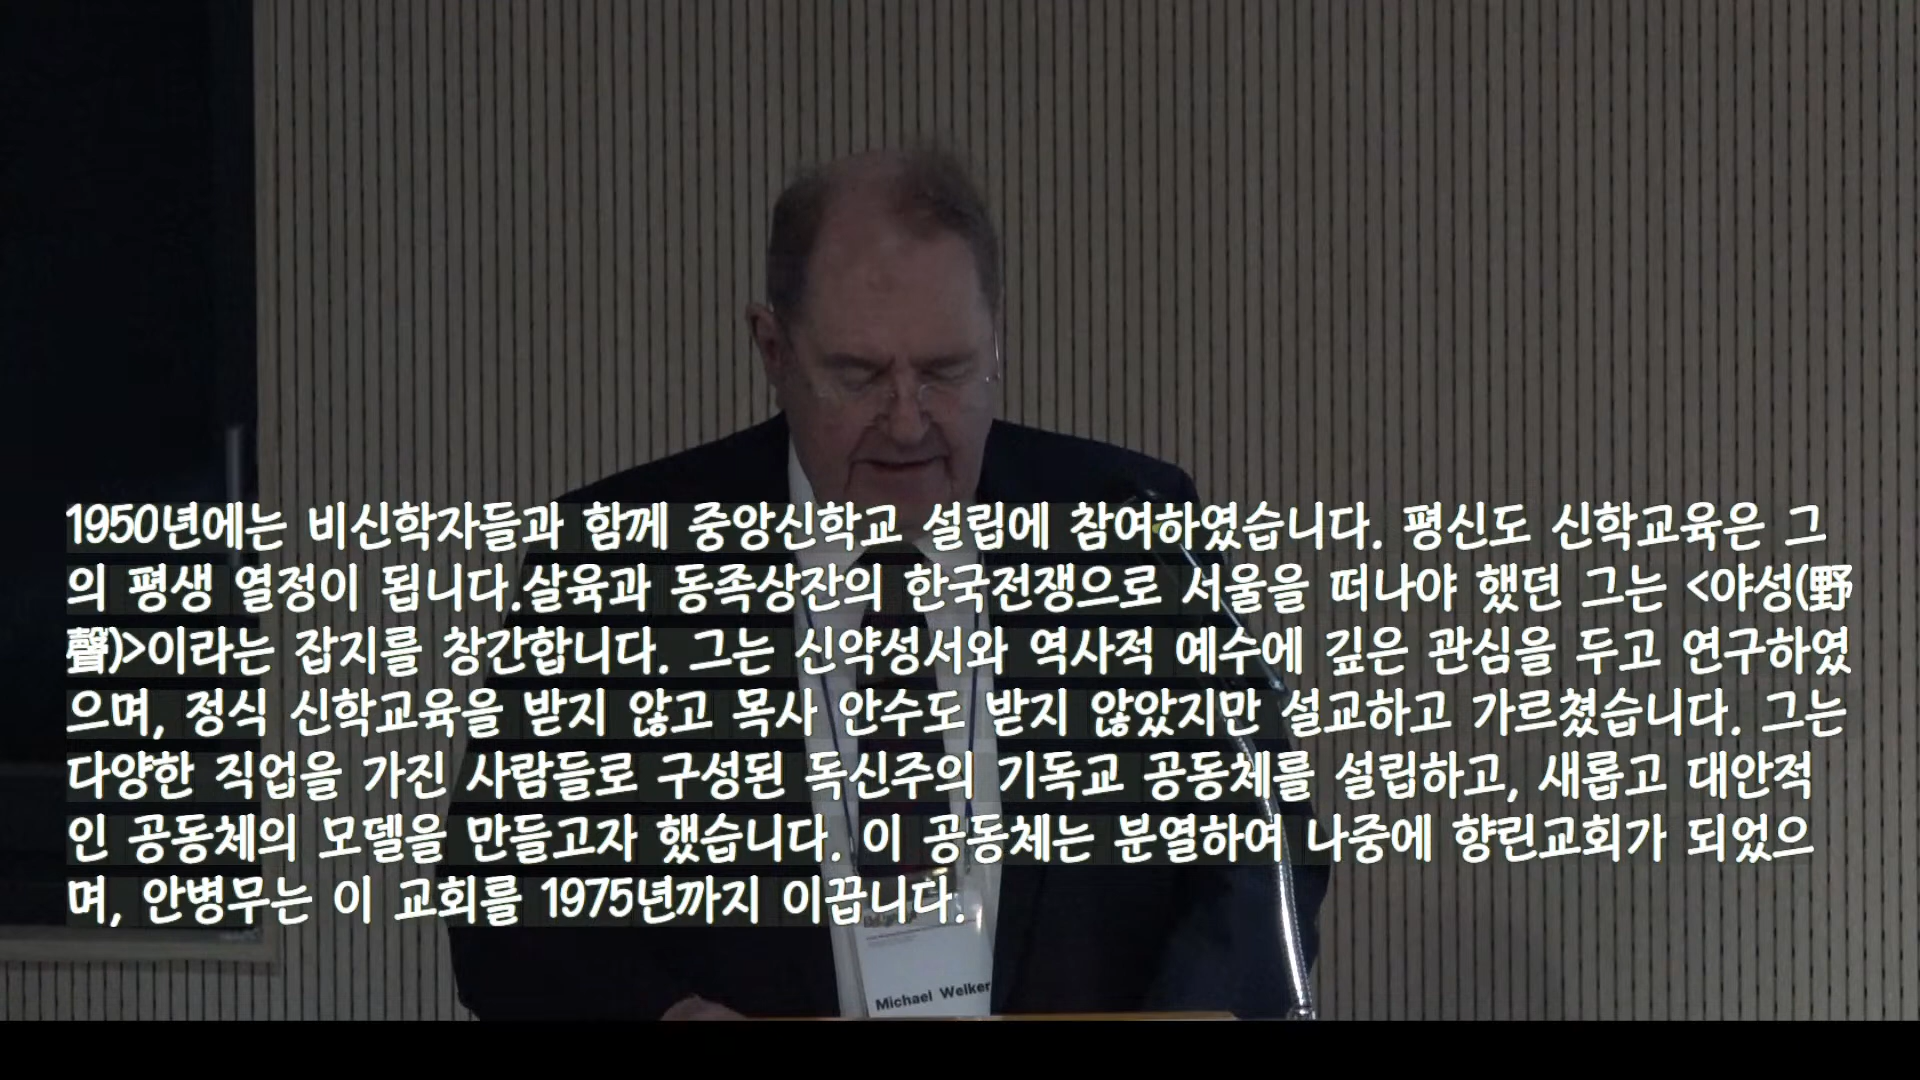 1950년에는 비신학자들과 함께 중앙신학교 설립에 참여하였습니다. 평신도 신학교육은 그
의 평생 열정이 됩니다.살육과 동족상잔의 한국전쟁으로 서울을 떠나야 했던 그는 <야성(野
聲)>이라는 잡지를 창간합니다. 그는 신약성서와 역사적 예수에 깊은 관심을 두고 연구하였
으며, 정식 신학교육을 받지 않고 목사 안수도 받지 않았지만 설교하고 가르쳤습니다. 그는
다양한 직업을 가진 사람들로 구성된 독신주의 기독교 공동체를 설립하고, 새롭고 대안적
인 공동체의 모델을 만들고자 했습니다. 이 공동체는 분열하여 나중에 향린교회가 되었으
며, 안병무는 이 교회를 1975년까지 이끕니다.
Michael Welker